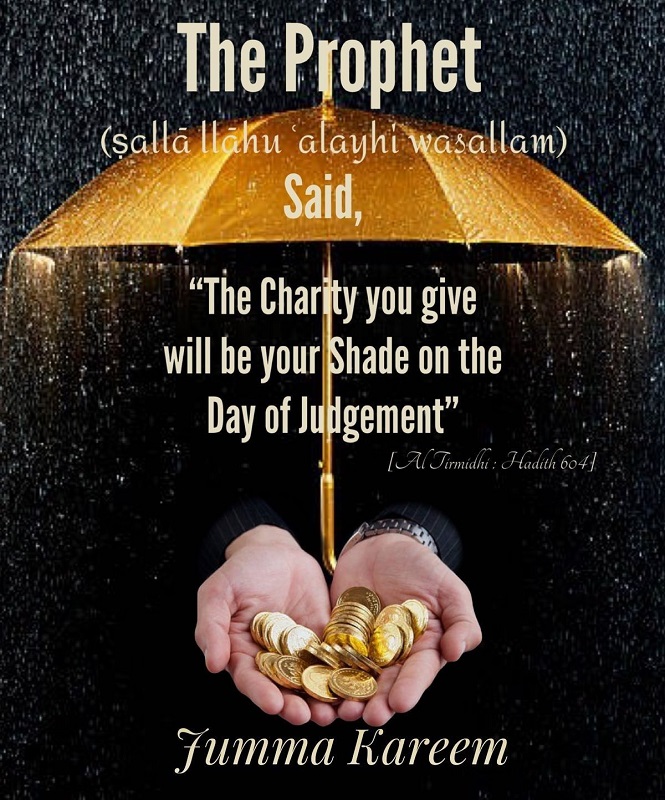 The Prophet
(ṣallā llāhu ʿalayhi wasallam)
Said,
“The Charity you give
will be your Shade on the
Day of Judgement”
[Al Tirmidhi : Hadith 604]
Jumma Kareem